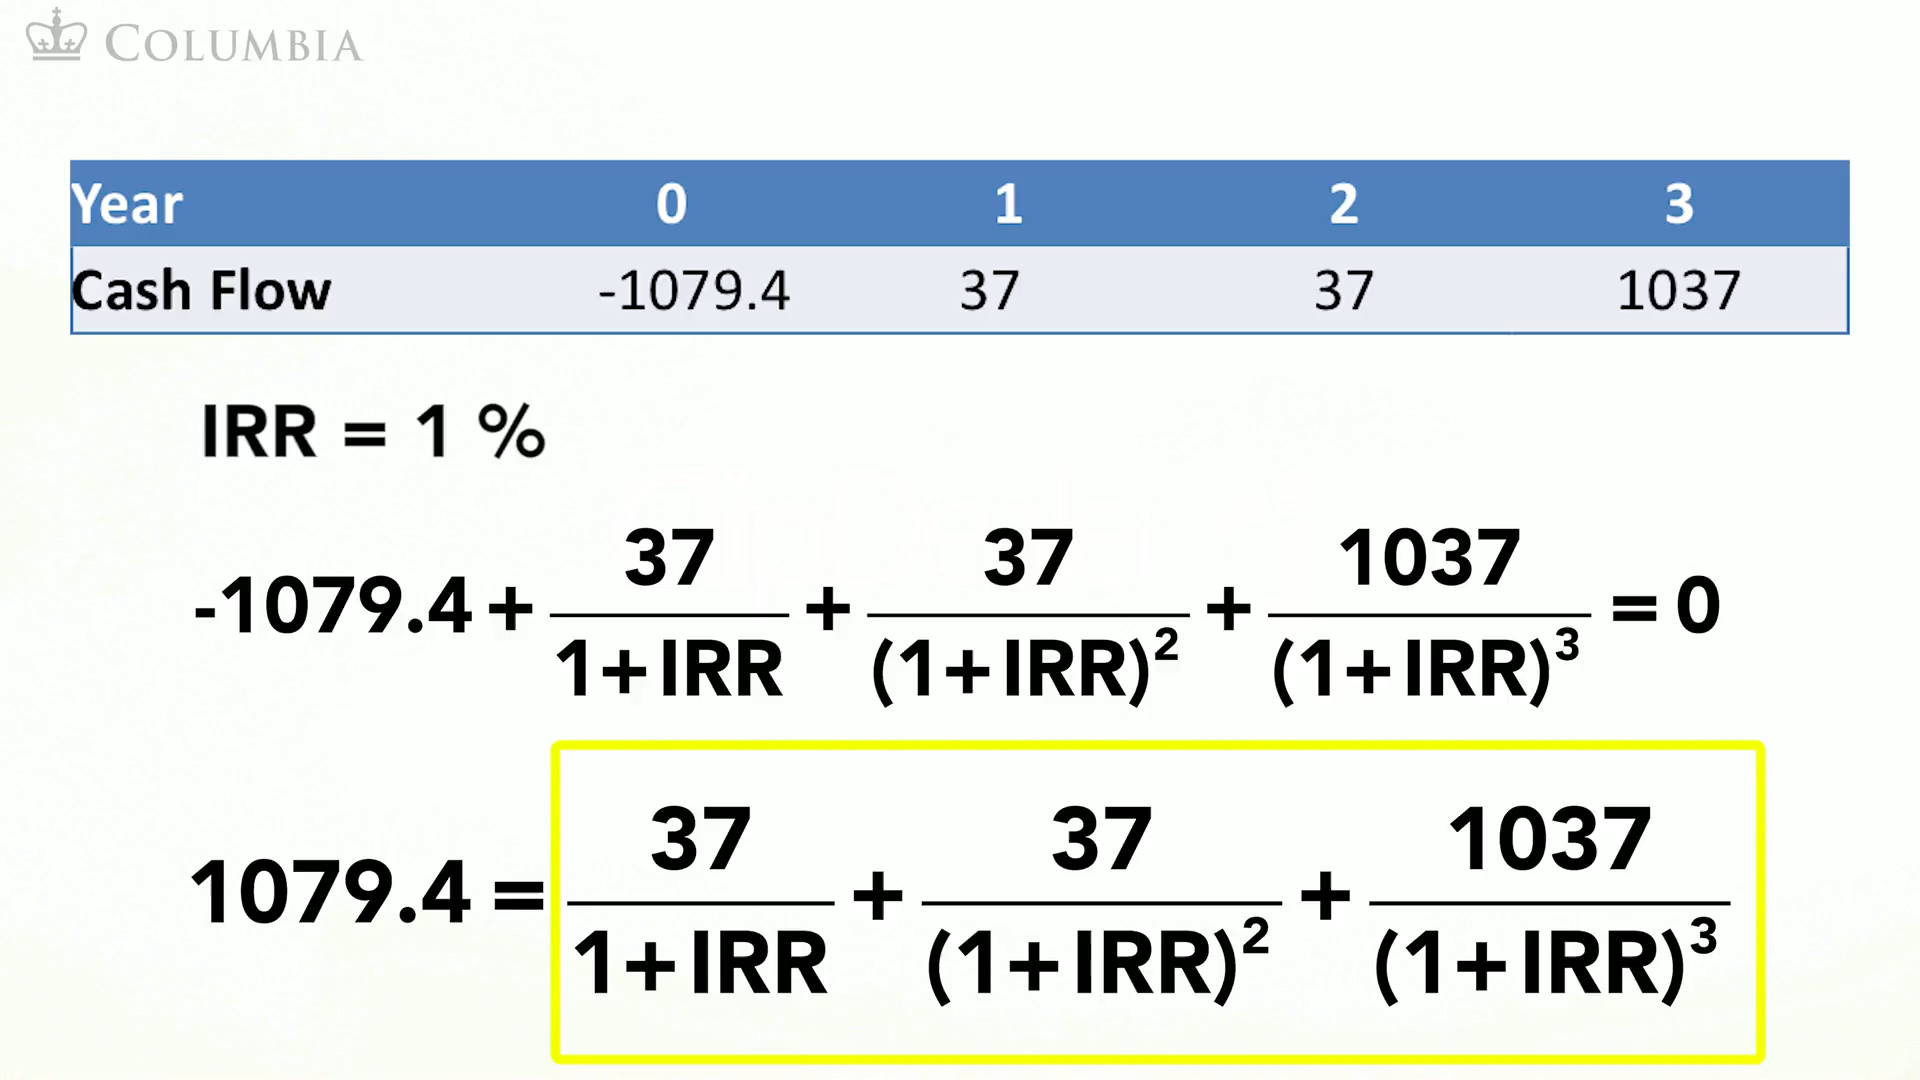 COLUMBIA
Year 0 1 2 3
Cash Flow -1079.4 37 37 1037
IRR = 1 %
-1079.4 + 37/(1+IRR) + 37/(1+IRR)² + 1037/(1+IRR)³ = 0
1079.4 = 37/(1+IRR) + 37/(1+IRR)² + 1037/(1+IRR)³